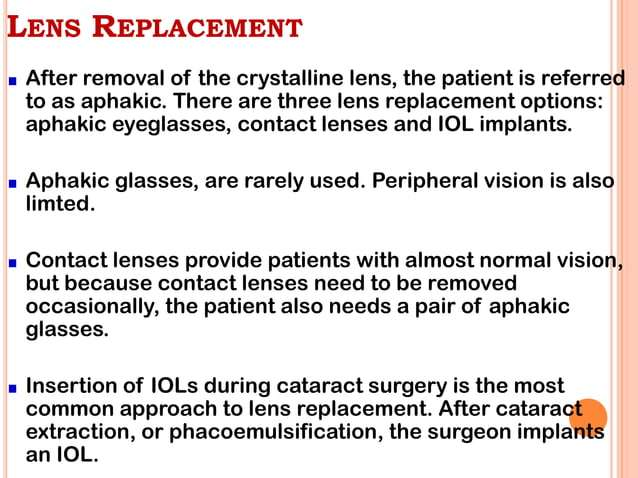 LENS REPLACEMENT
After removal of the crystalline lens, the patient is referred
to as aphakic. There are three lens replacement options:
aphakic eyeglasses, contact lenses and IOL implants.
Aphakic glasses, are rarely used. Peripheral vision is also
limted.
Contact lenses provide patients with almost normal vision,
but because contact lenses need to be removed
occasionally, the patient also needs a pair of aphakic
glasses.
Insertion of IOLs during cataract surgery is the most
common approach to lens replacement. After cataract
extraction, or phacoemulsification, the surgeon implants
an IOL.